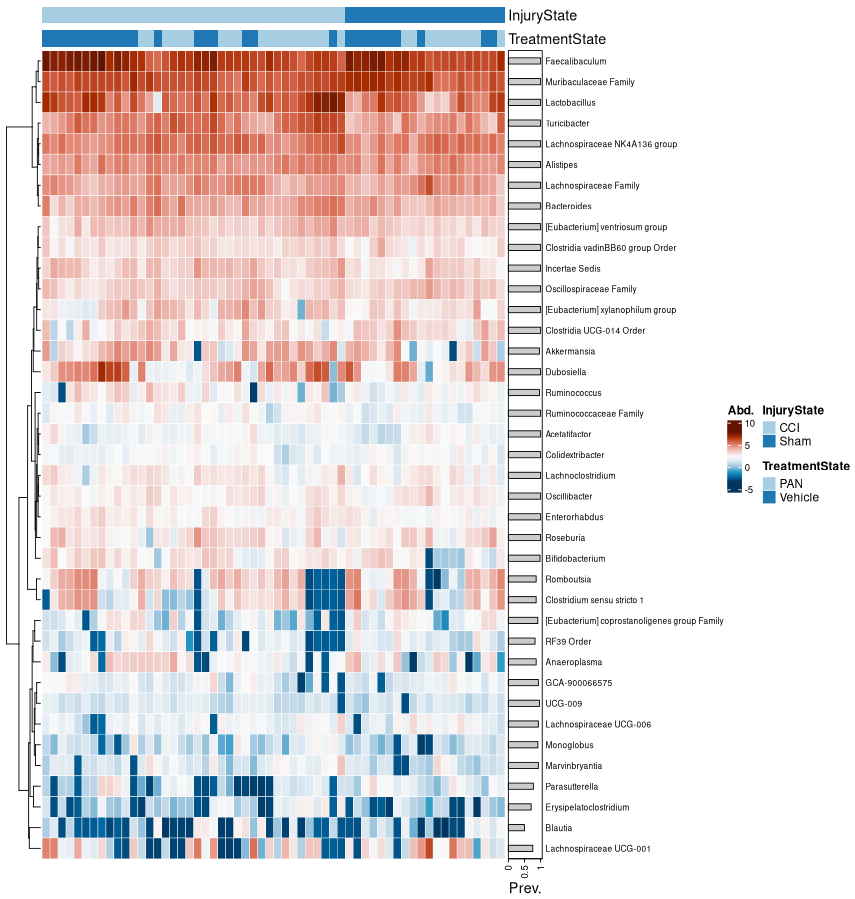 InjuryState
TreatmentState
Faecalibaculum
Muribaculaceae Family
Lactobacillus
Turicibacter
Lachnospiraceae NK4A136 group
Alistipes
Lachnospiraceae Family
Bacteroides
[Eubacterium] ventriosum group
Clostridia vadinBB60 group Order
Incertae Sedis
Oscillospiraceae Family
[Eubacterium] xylanophilum group
Clostridia UCG-014 Order
Akkermansia
Dubosiella
Ruminococcus
Ruminococcaceae Family
Acetatifactor
Colidextribacter
Lachnoclostridium
Oscillibacter
Enterorhabdus
Roseburia
Bifidobacterium
Romboutsia
Clostridium sensu stricto 1
[Eubacterium] coprostanoligenes group Family
RF39 Order
Anaeroplasma
GCA-900066575
UCG-009
Lachnospiraceae UCG-006
Monoglobus
Marvinbryantia
Parasutterella
Erysipelatoclostridium
Blautia
Lachnospiraceae UCG-001
0
0.5
1
Prev.
Abd.
10
5
0
-5
InjuryState
CCI
Sham
TreatmentState
PAN
Vehicle